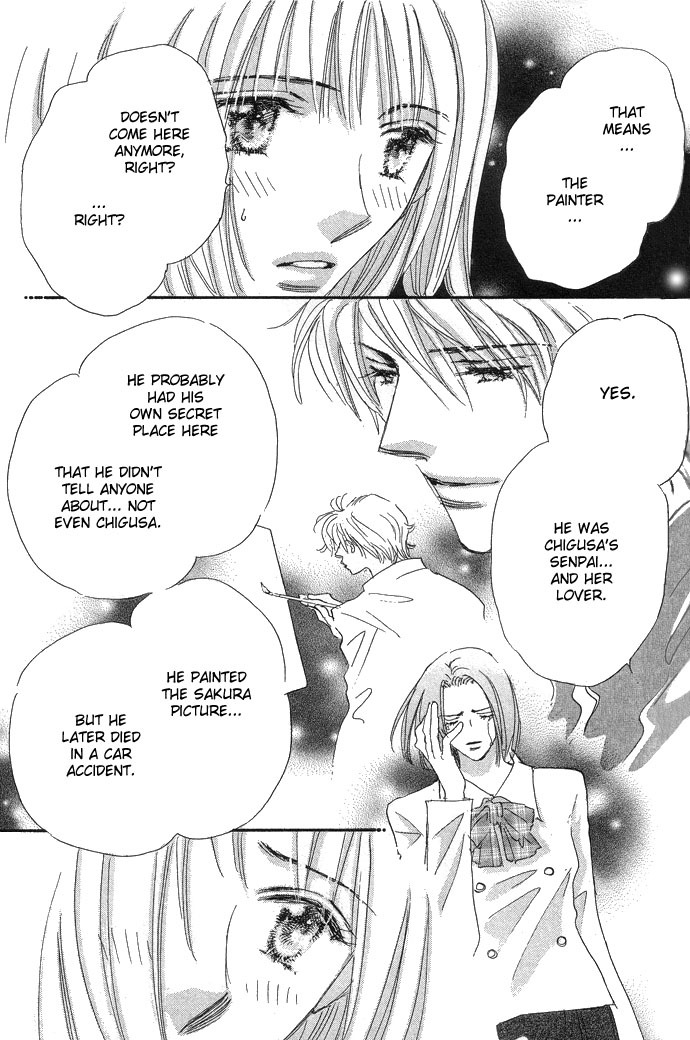 THAT
MEANS
...
THE
PAINTER
...
DOESN'T
COME HERE
ANYMORE,
RIGHT?
...
RIGHT?
YES.
HE WAS
CHIGUSA'S
SENPAI...
AND HER
LOVER.
HE PROBABLY
HAD HIS
OWN SECRET
PLACE HERE
THAT HE DIDN'T
TELL ANYONE
ABOUT... NOT
EVEN CHIGUSA.
HE PAINTED
THE SAKURA
PICTURE...
BUT HE
LATER DIED
IN A CAR
ACCIDENT.